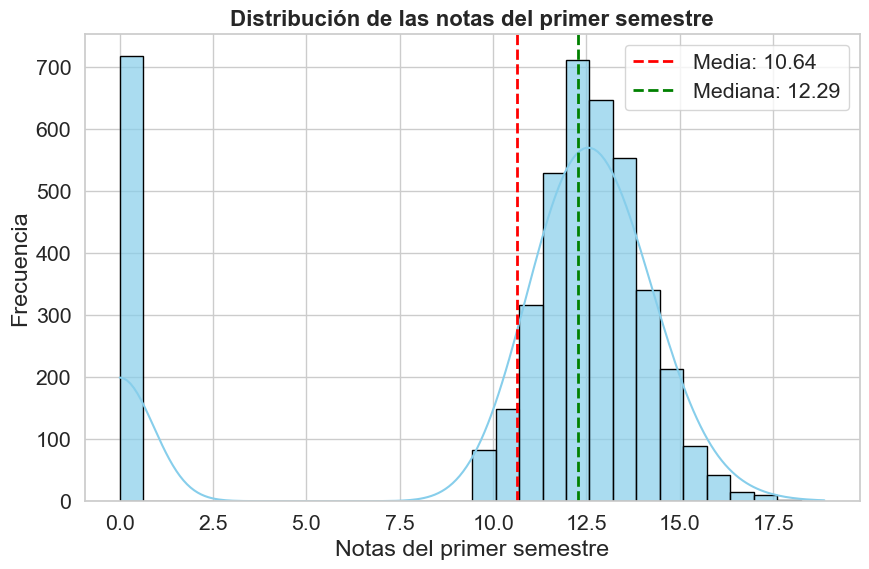 Distribución de las notas del primer semestre
Media: 10.64
Mediana: 12.29
Frecuencia
700
600
500
400
300
200
100
0
0.0 2.5 5.0 7.5 10.0 12.5 15.0 17.5
Notas del primer semestre